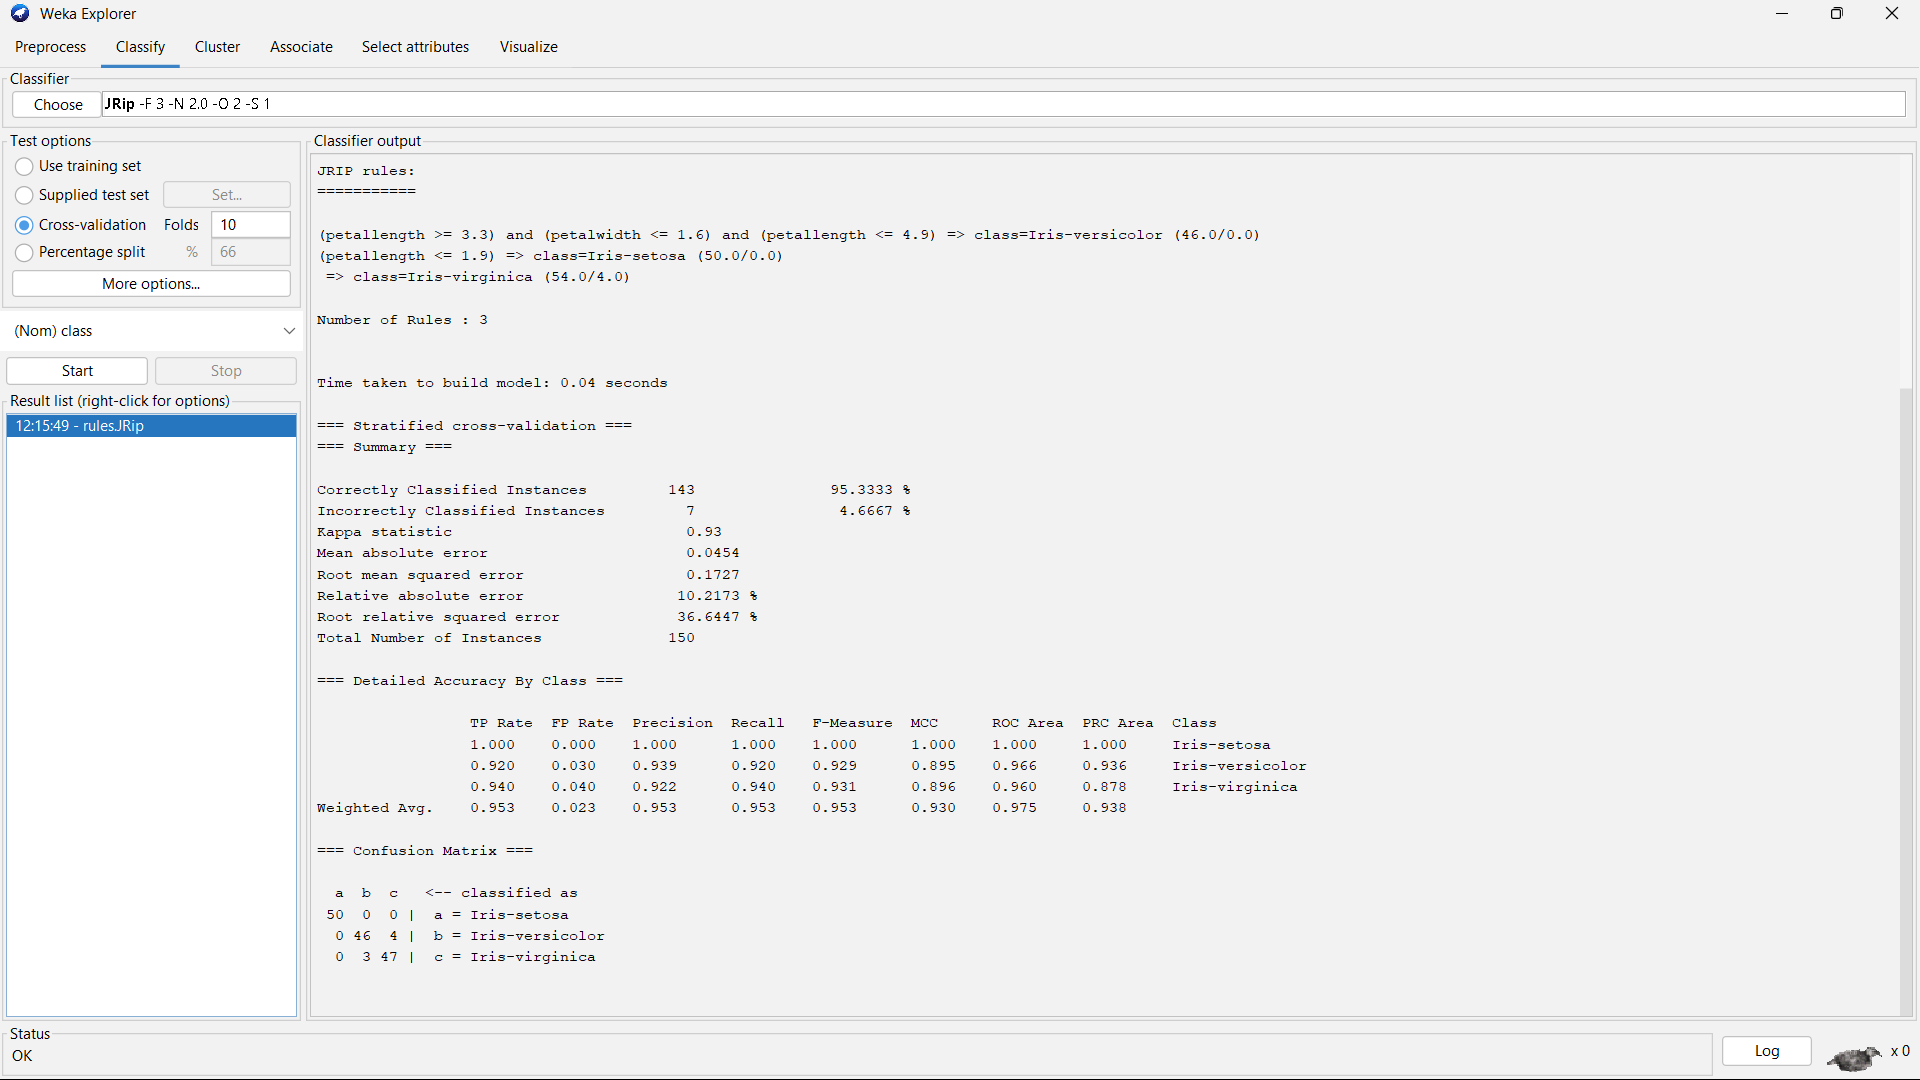 Weka Explorer
Preprocess Classify Cluster Associate Select attributes Visualize
Classifier
Choose JRip -F 3 -N 2.0 -O 2 -S 1
Test options
Use training set
Supplied test set Set...
Cross-validation Folds 10
Percentage split % 66
More options...
(Nom) class
Start Stop
Result list (right-click for options)
12:15:49 - rulesJRip
Classifier output
JRIP rules:
===========
(petallength >= 3.3) and (petalwidth <= 1.6) and (petallength <= 4.9) => class=Iris-versicolor (46.0/0.0)
(petallength <= 1.9) => class=Iris-setosa (50.0/0.0)
=> class=Iris-virginica (54.0/4.0)
Number of Rules : 3
Time taken to build model: 0.04 seconds
=== Stratified cross-validation ===
=== Summary ===
Correctly Classified Instances 143 95.3333 %
Incorrectly Classified Instances 7 4.6667 %
Kappa statistic 0.93
Mean absolute error 0.0454
Root mean squared error 0.1727
Relative absolute error 10.2173 %
Root relative squared error 36.6447 %
Total Number of Instances 150
=== Detailed Accuracy By Class ===
TP Rate FP Rate Precision Recall F-Measure MCC ROC Area PRC Area Class
1.000 0.000 1.000 1.000 1.000 1.000 1.000 1.000 Iris-setosa
0.920 0.030 0.939 0.920 0.929 0.895 0.966 0.936 Iris-versicolor
0.940 0.040 0.922 0.940 0.931 0.896 0.960 0.878 Iris-virginica
Weighted Avg. 0.953 0.023 0.953 0.953 0.953 0.930 0.975 0.938
=== Confusion Matrix ===
a b c <-- classified as
50 0 0 | a = Iris-setosa
0 46 4 | b = Iris-versicolor
0 3 47 | c = Iris-virginica
Status
OK
Log x 0